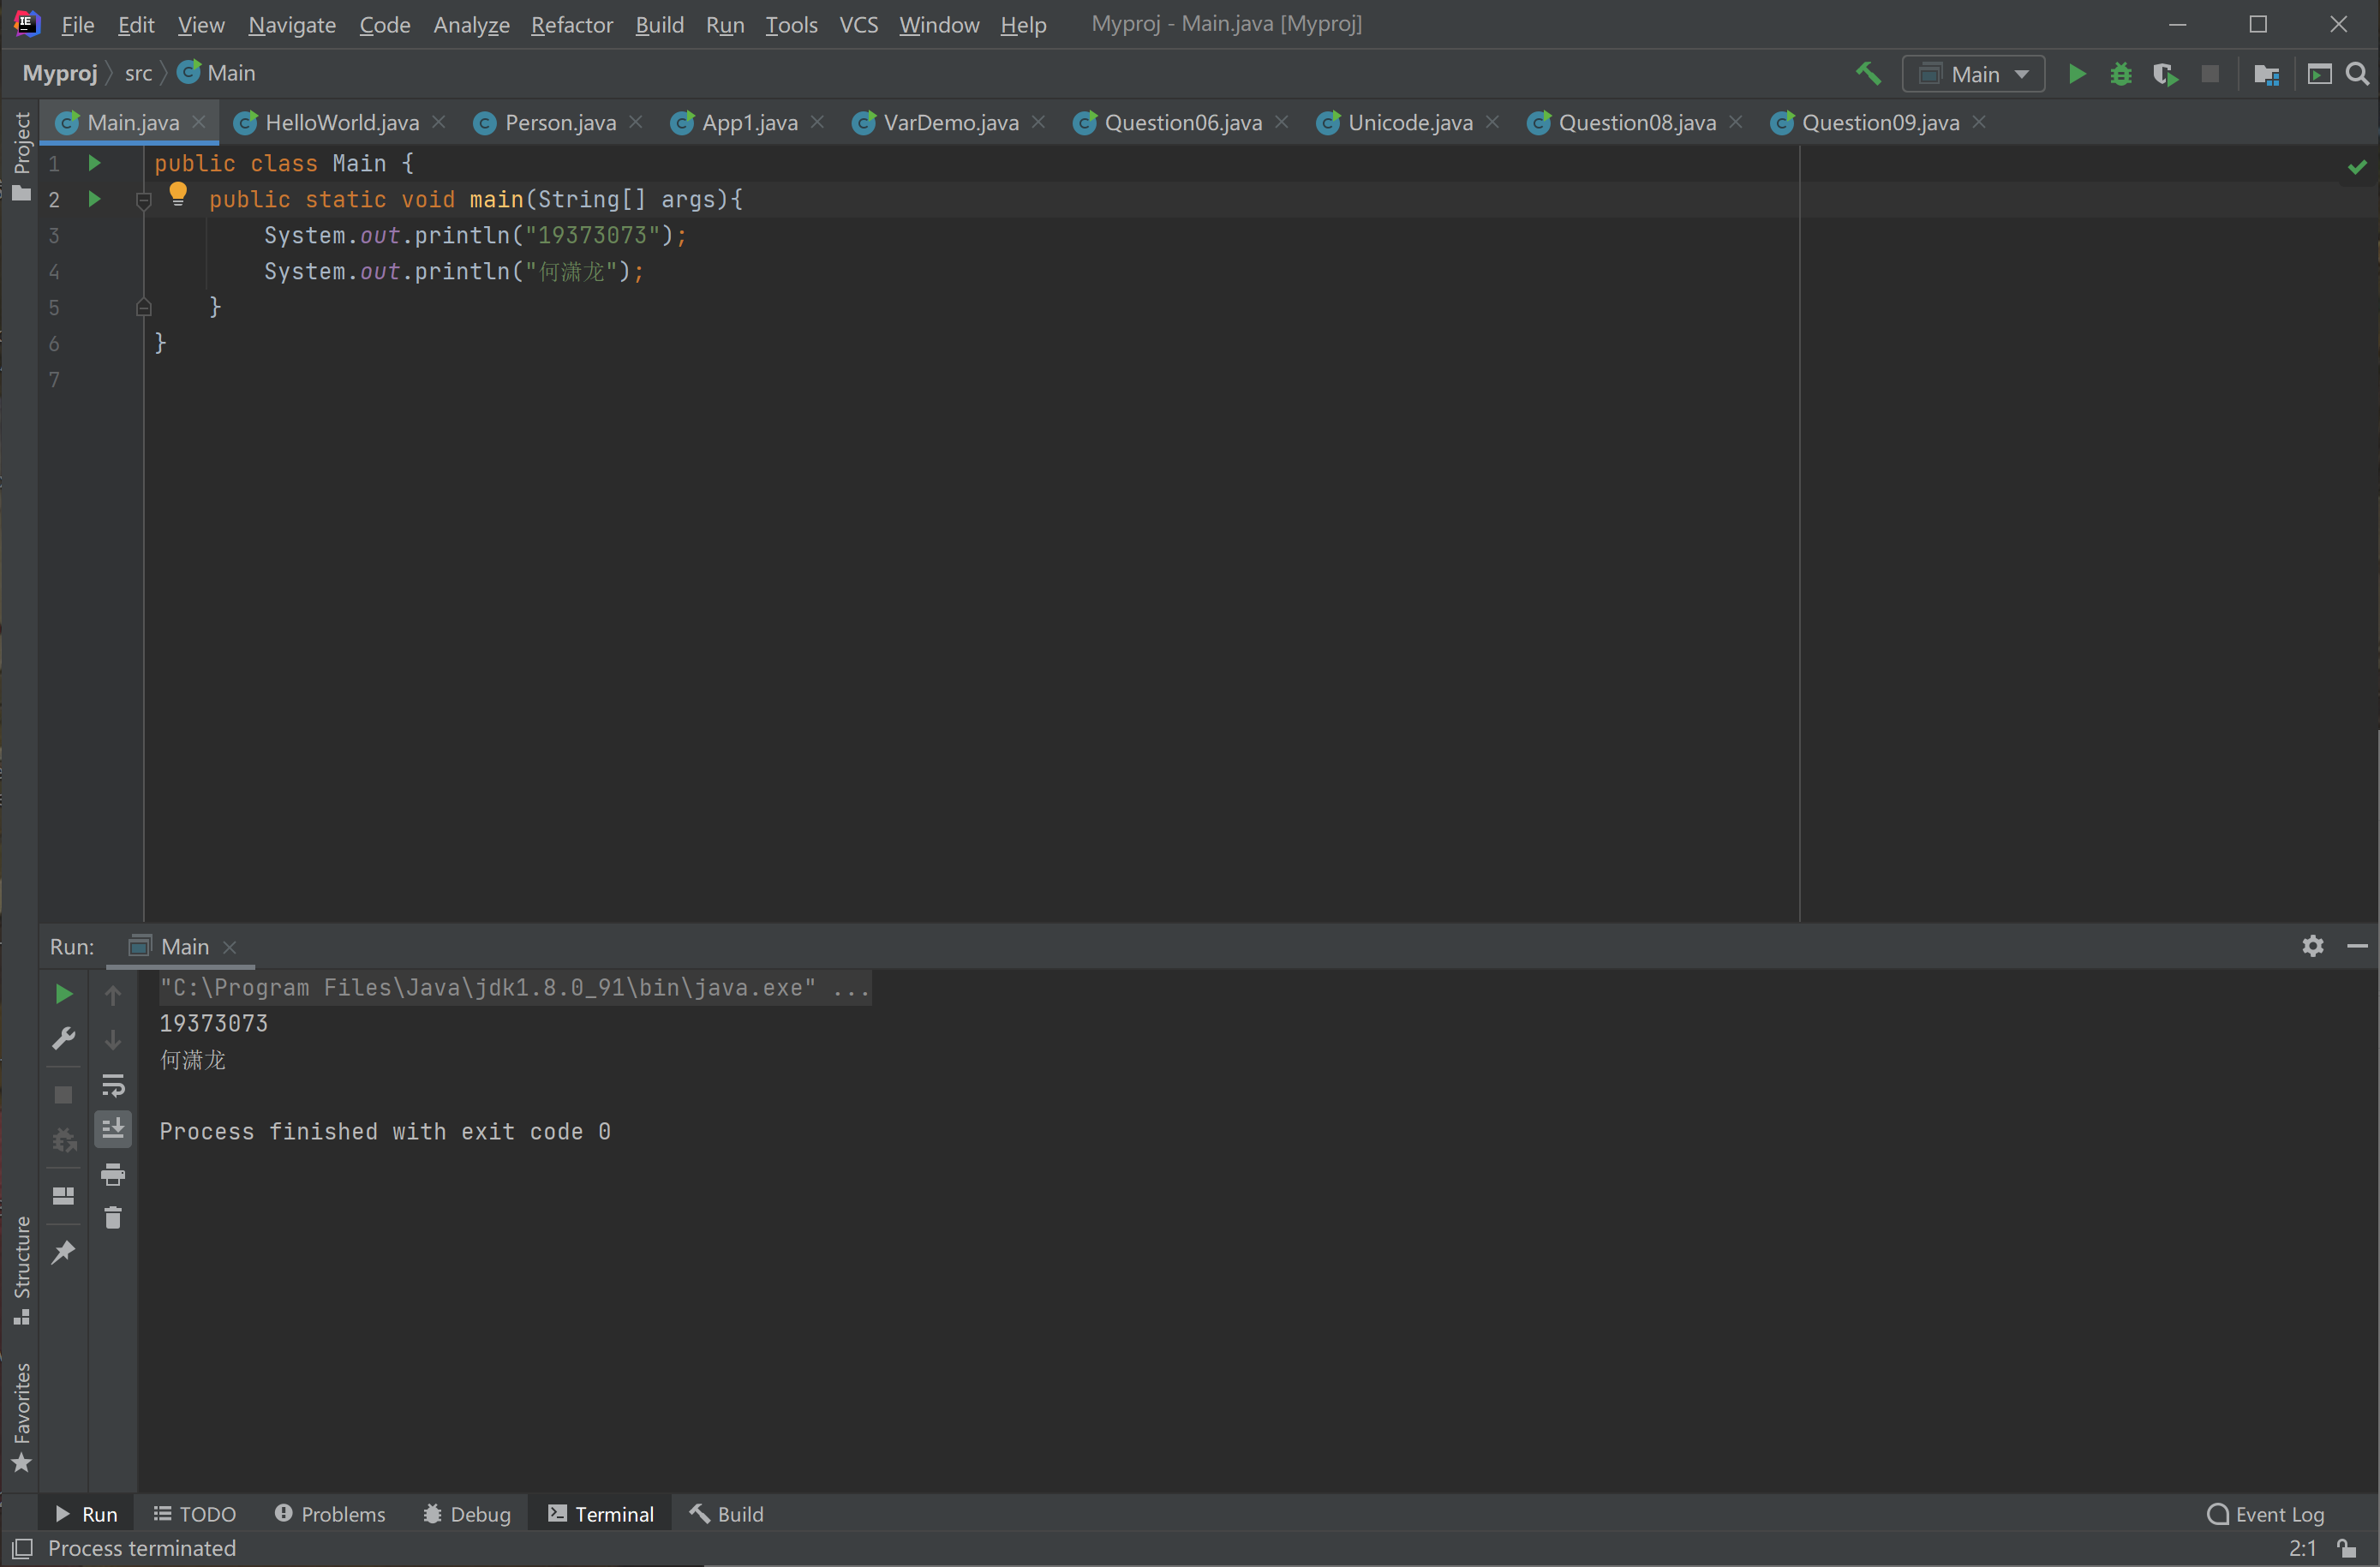 File Edit View Navigate Code Analyze Refactor Build Run Tools VCS Window Help Myproj - Main.java [Myproj]
Myproj src Main Main
Main.java HelloWorld.java Person.java App1.java VarDemo.java Question06.java Unicode.java Question08.java Question09.java
Project
1 public class Main {
2 public static void main(String[] args){
3 System.out.println("19373073");
4 System.out.println("何潇龙");
5 }
6 }
7
Run: Main
"C:\Program Files\Java\jdk1.8.0_91\bin\java.exe" ...
19373073
何潇龙
Process finished with exit code 0
Structure
Favorites
Run TODO Problems Debug Terminal Build Event Log
Process terminated 2:1